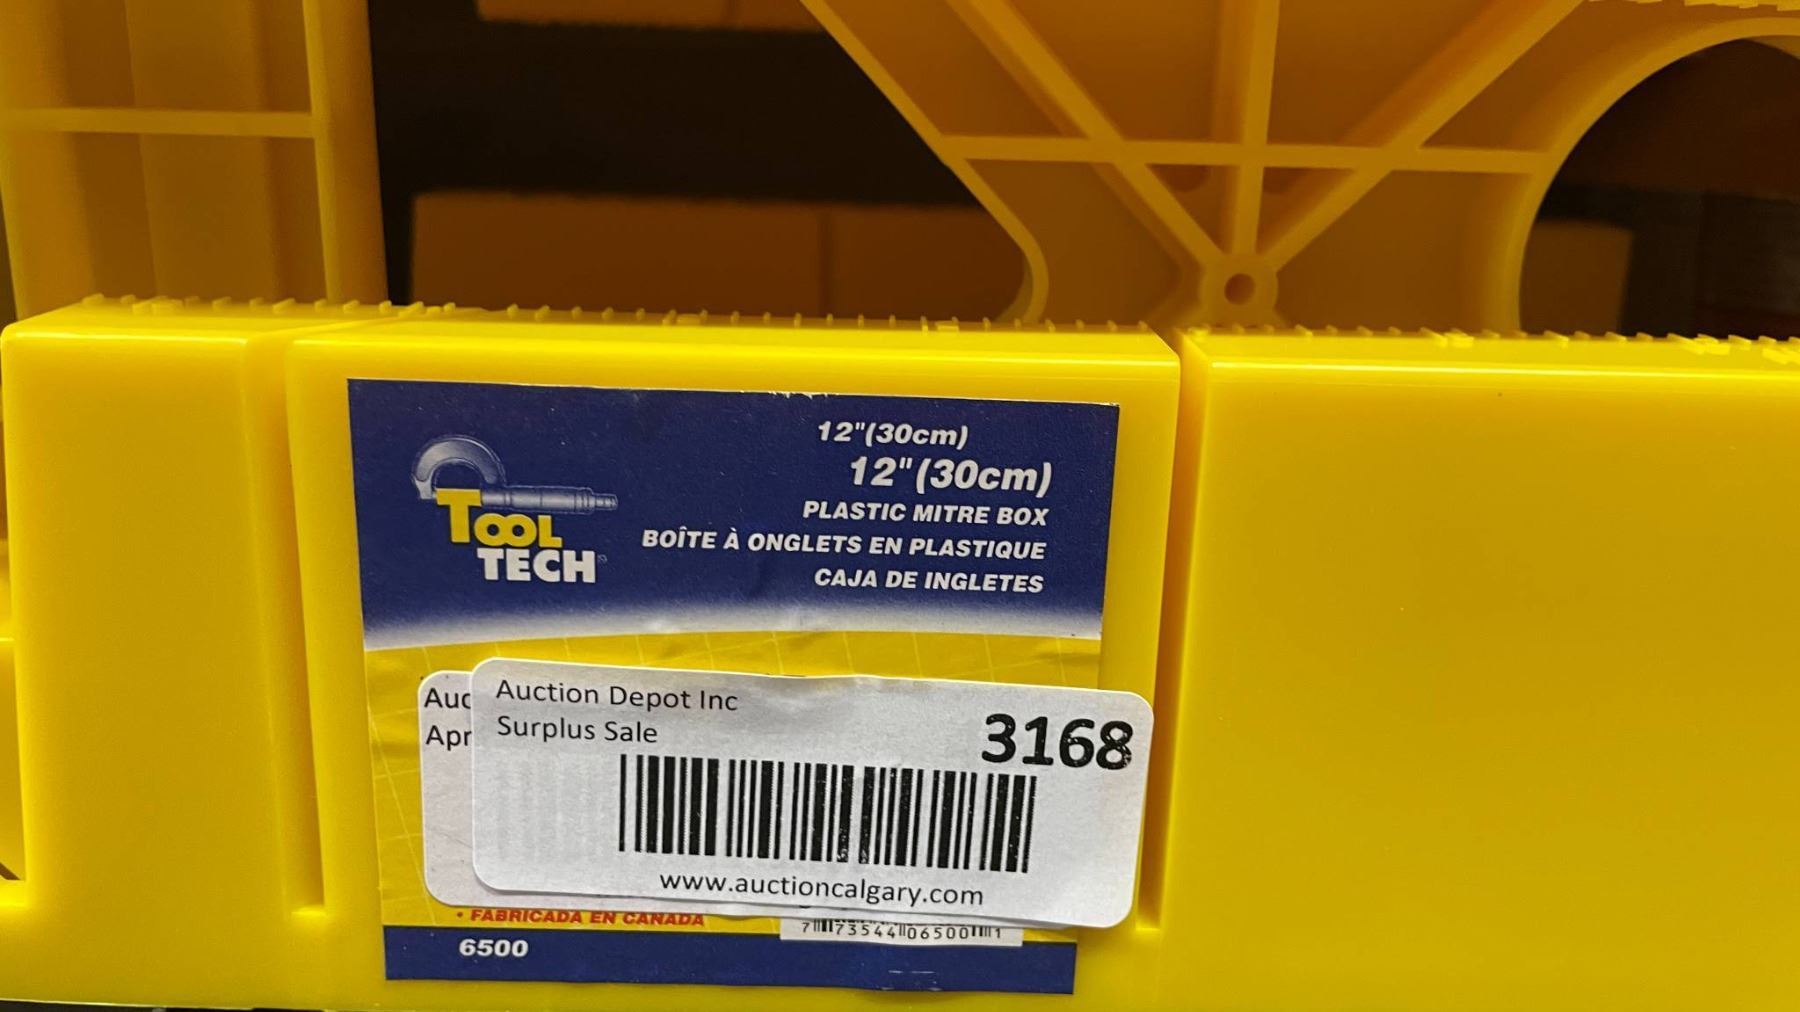 12"(30cm)
12"(30cm)
PLASTIC MITRE BOX
BOÎTE À ONGLETS EN PLASTIQUE
CAJA DE INGLETES
TOOL
TECH
Auction Depot Inc
Surplus Sale
3168
www.auctioncalgary.com
Auc
Apr
• FABRICADA EN CANADA
7 73544 06500 1
6500